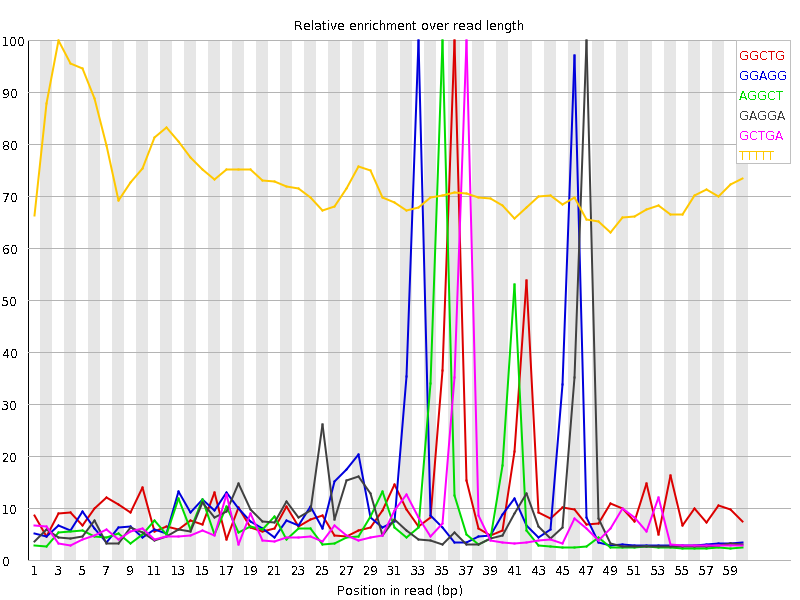 Relative enrichment over read length
100
90
80
70
60
50
40
30
20
10
0
GGCTG
GGAGG
AGGCT
GAGGA
GCTGA
TTTTT
1 3 5 7 9 11 13 15 17 19 21 23 25 27 29 31 33 35 37 39 41 43 45 47 49 51 53 55 57 59
Position in read (bp)